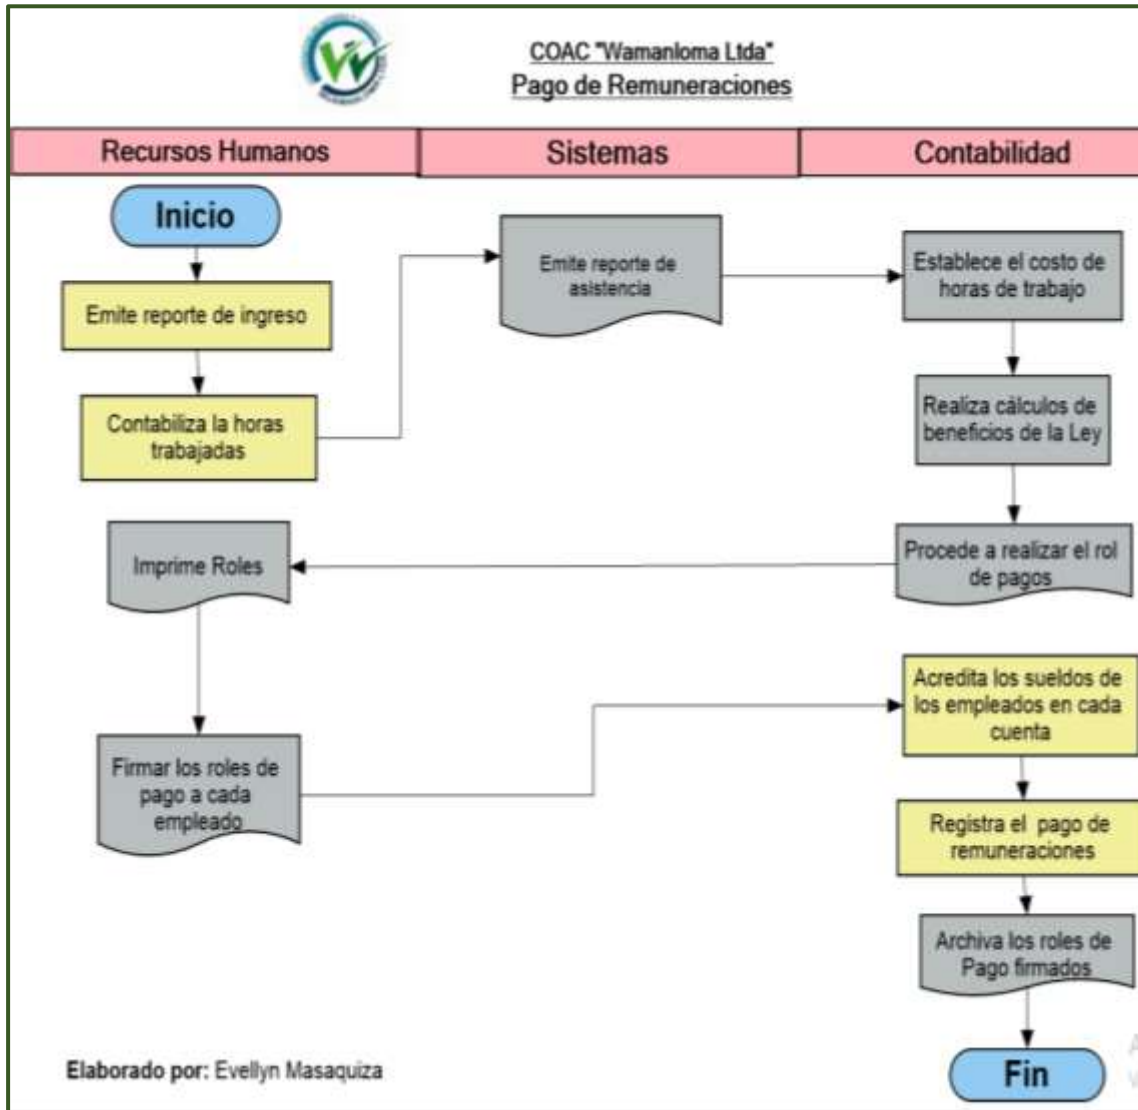 COAC "Wamanloma Ltda"
Pago de Remuneraciones
Recursos Humanos
Sistemas
Contabilidad
Inicio
Emite reporte de ingreso
Contabiliza la horas
trabajadas
Emite reporte de
asistencia
Establece el costo de
horas de trabajo
Realiza cálculos de
beneficios de la Ley
Procede a realizar el rol
de pagos
Imprime Roles
Firmar los roles de
pago a cada
empleado
Acredita los sueldos de
los empleados en cada
cuenta
Registra el pago de
remuneraciones
Archiva los roles de
Pago firmados
Fin
Elaborado por: Evellyn Masaquiza